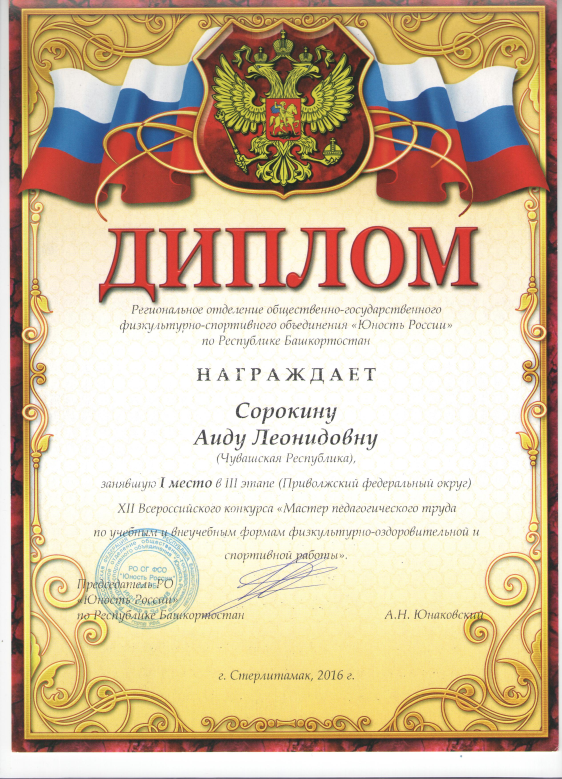 ДИПЛОМ
Региональное отделение общественно-государственного
физкультурно-спортивного объединения «Юность России»
по Республике Башкортостан
НАГРАЖДАЕТ
Сорокину
Аиду Леонидовну
(Чувашская Республика),
занявшую I место в III этапе (Приволжский федеральный округ)
XII Всероссийского конкурса «Мастер педагогического труда
по учебным и внеучебным формам физкультурно-оздоровительной и
спортивной работы».
РО ОГ ФСО
"Юность России"
Председатель РО
«Юность России»
по Республике Башкортостан
А.Н. Юнаковский
г. Стерлитамак, 2016 г.